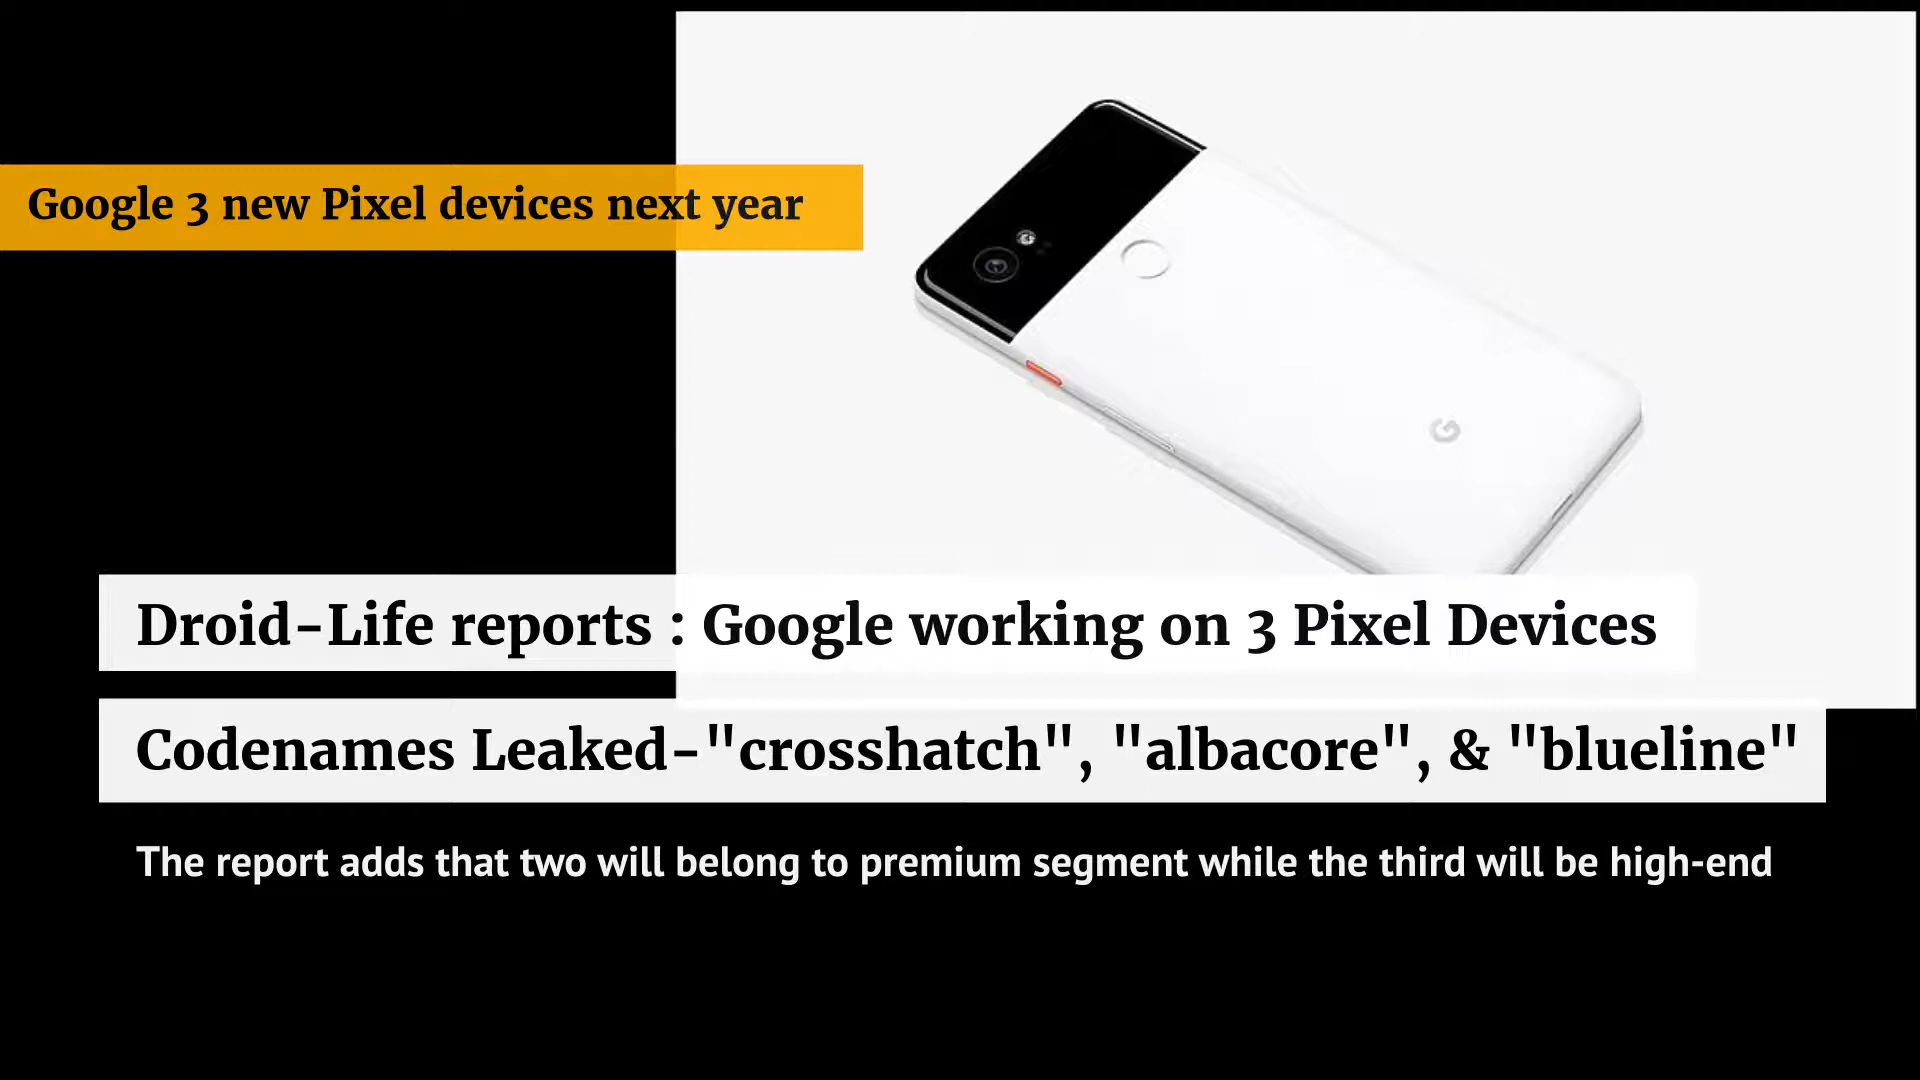 Google 3 new Pixel devices next year
G
Droid-Life reports : Google working on 3 Pixel Devices
Codenames Leaked-"crosshatch", "albacore", & "blueline"
The report adds that two will belong to premium segment while the third will be high-end